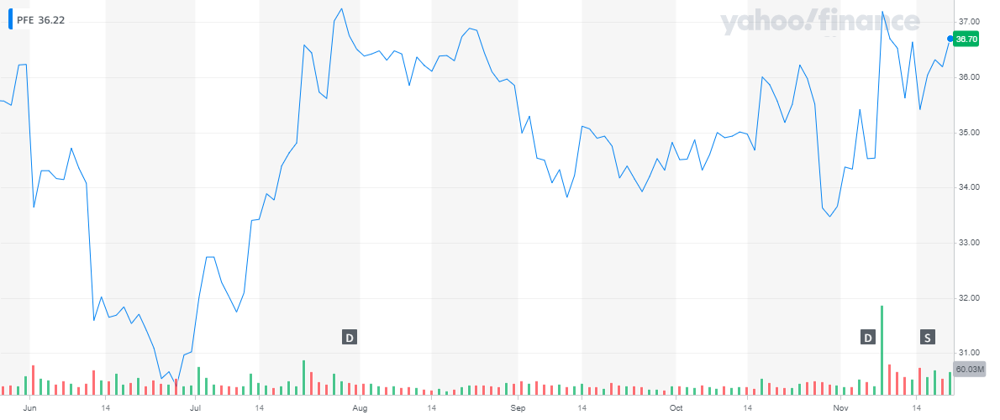 PFE 36.22
yahoo!finance
37.00
36.70
36.00
35.00
34.00
33.00
32.00
31.00
60.03M
D
D
S
Jun
14
Jul
14
Aug
14
Sep
14
Oct
14
Nov
14